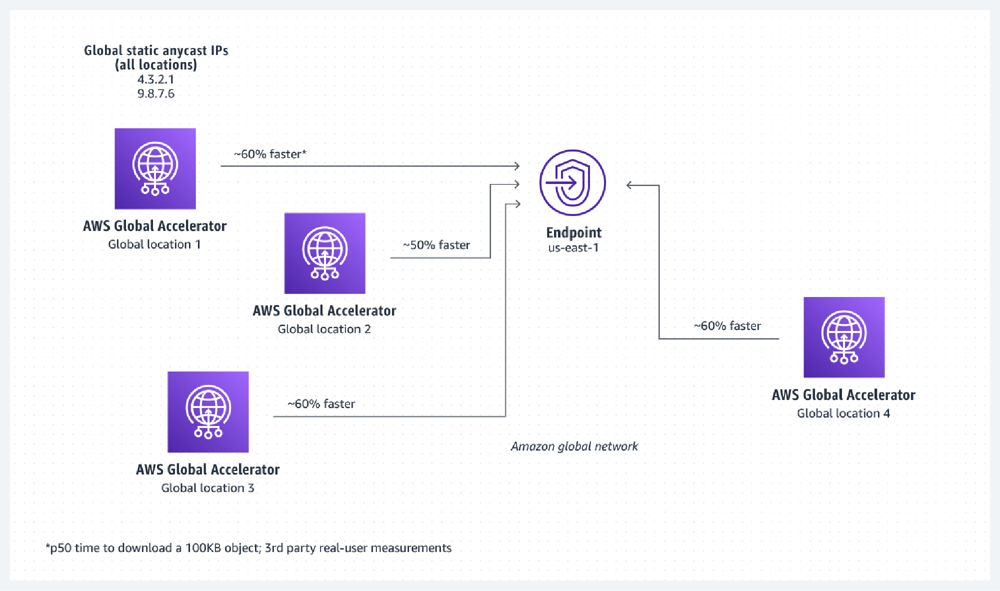 Global static anycast IPs
(all locations)
4.3.2.1
9.8.7.6
~60% faster*
AWS Global Accelerator
Global location 1
~50% faster
Endpoint
us-east-1
AWS Global Accelerator
Global location 2
~60% faster
AWS Global Accelerator
Global location 4
~60% faster
Amazon global network
AWS Global Accelerator
Global location 3
*p50 time to download a 100KB object; 3rd party real-user measurements